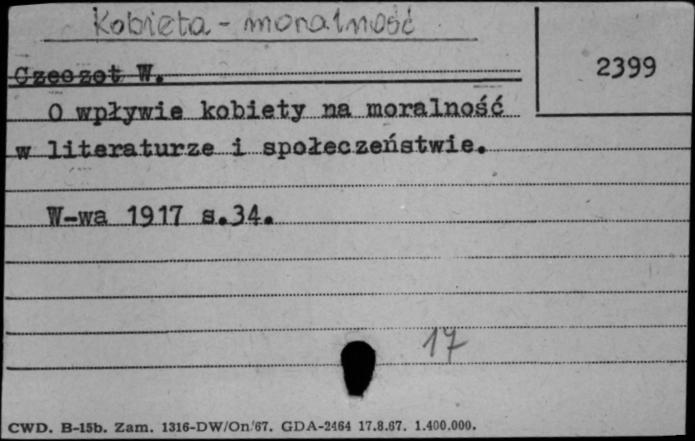 Kobieta - moralność
2399
Czeczot W.
O wpływie kobiety na moralność
w literaturze i społeczeństwie.
W-wa 1917 s.34.
17
CWD. B-15b. Zam. 1316-DW/On/67. GDA-2464 17.8.67. 1.400.000.